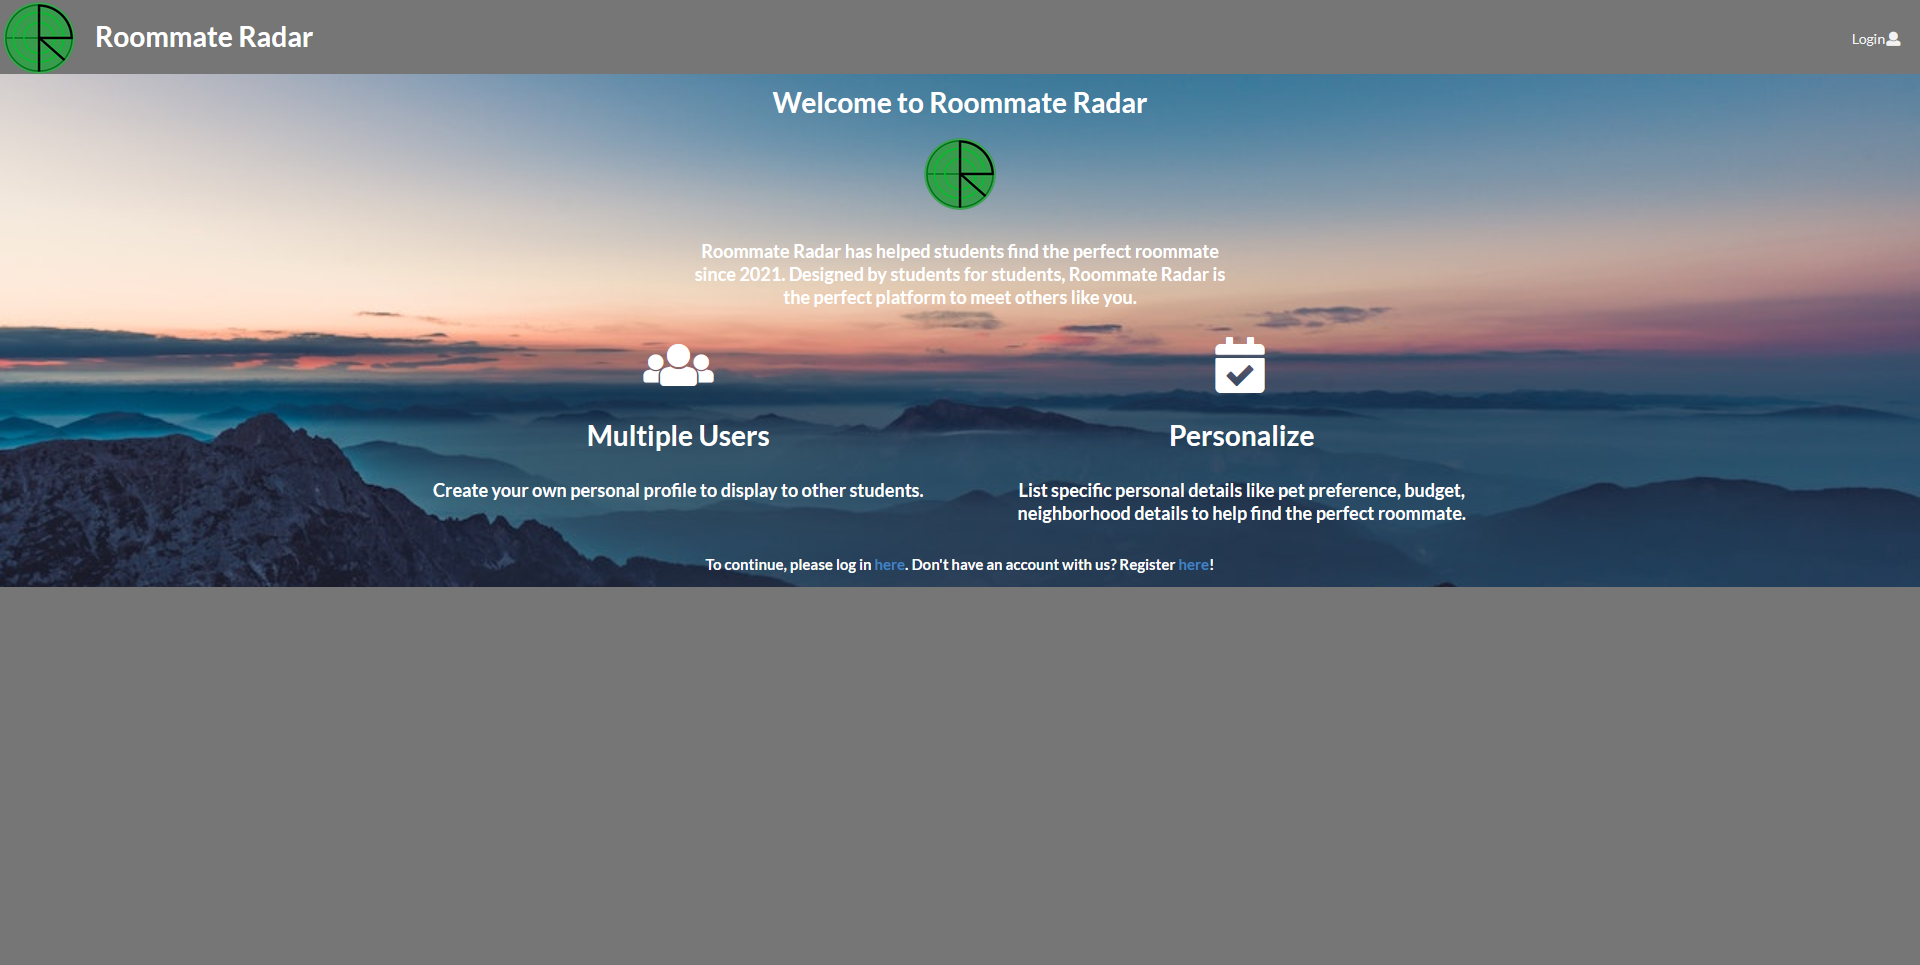 Roommate Radar
Login
Welcome to Roommate Radar
Roommate Radar has helped students find the perfect roommate
since 2021. Designed by students for students, Roommate Radar is
the perfect platform to meet others like you.
Multiple Users
Create your own personal profile to display to other students.
Personalize
List specific personal details like pet preference, budget,
neighborhood details to help find the perfect roommate.
To continue, please log in here. Don't have an account with us? Register here!